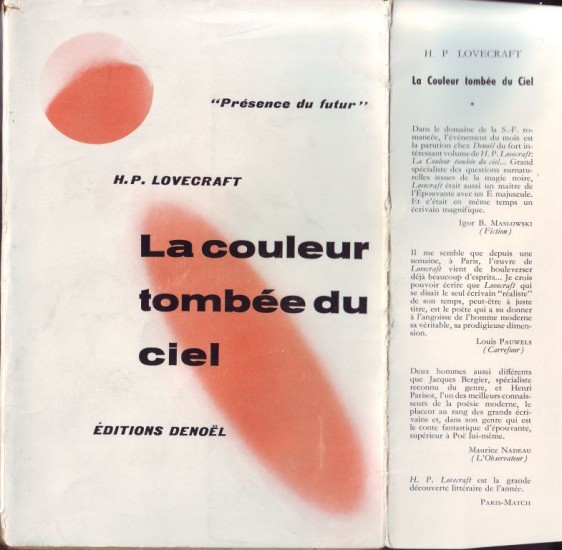 "Présence du futur"
H.P. LOVECRAFT
La couleur
tombée du
ciel
ÉDITIONS DENOËL
H P LOVECRAFT
La Couleur tombée du Ciel
*
Dans le domaine de la S.-F. ro-
mancée, l'événement du mois est
la parution chez Denoël du fort in-
téressant volume de H. P. Lovecraft:
La Couleur tombée du ciel... Grand
spécialiste des questions surnatu-
relles issues de la magie noire,
Lovecraft était aussi un maitre de
l'Épouvante avec un E majuscule.
Et c'était en même temps un
écrivain magnifique.
Igor B. MASLOWSKI
(Fiction)
Il me semble que depuis une
semaine, à Paris, l'œuvre de
Lovecraft vient de bouleverser
déjà beaucoup d'esprits... Je crois
pouvoir écrire que Lovecraft qui
se disait le seul écrivain "réaliste"
de son temps, peut-être à juste
titre, est le poète qui a su donner
à l'angoisse de l'homme moderne
sa véritable, sa prodigieuse dimen-
sion.
Louis PAUWELS
(Carrefour)
Deux hommes aussi différents
que Jacques Bergier, spécialiste
reconnu du genre, et Henri
Parisot, l'un des meilleurs connais-
seurs de la poésie moderne, le
placent au rang des grands écri-
vains et, dans son genre qui est
le conte fantastique d'épouvante,
supérieur à Poë lui-même.
Maurice NADEAU
(L'Observateur)
H. P. Lovecraft est la grande
découverte littéraire de l'année.
PARIS-MATCH